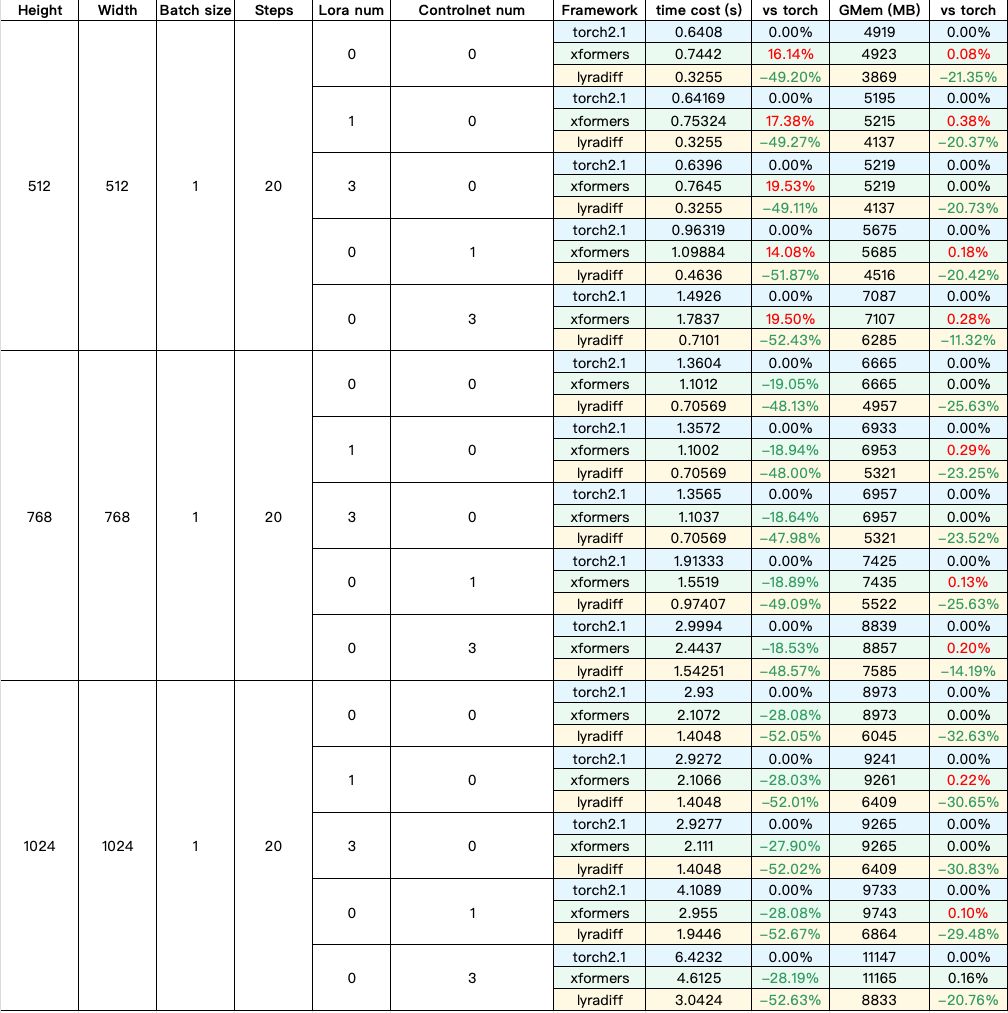 Height Width Batch size Steps Lora num Controlnet num Framework time cost (s) vs torch GMem (MB) vs torch
512 512 1 20 0 0 torch2.1 0.6408 0.00% 4919 0.00%
xformers 0.7442 16.14% 4923 0.08%
lyradiff 0.3255 −49.20% 3869 −21.35%
1 0 torch2.1 0.64169 0.00% 5195 0.00%
xformers 0.75324 17.38% 5215 0.38%
lyradiff 0.3255 −49.27% 4137 −20.37%
3 0 torch2.1 0.6396 0.00% 5219 0.00%
xformers 0.7645 19.53% 5219 0.00%
lyradiff 0.3255 −49.11% 4137 −20.73%
0 1 torch2.1 0.96319 0.00% 5675 0.00%
xformers 1.09884 14.08% 5685 0.18%
lyradiff 0.4636 −51.87% 4516 −20.42%
0 3 torch2.1 1.4926 0.00% 7087 0.00%
xformers 1.7837 19.50% 7107 0.28%
lyradiff 0.7101 −52.43% 6285 −11.32%
768 768 1 20 0 0 torch2.1 1.3604 0.00% 6665 0.00%
xformers 1.1012 −19.05% 6665 0.00%
lyradiff 0.70569 −48.13% 4957 −25.63%
1 0 torch2.1 1.3572 0.00% 6933 0.00%
xformers 1.1002 −18.94% 6953 0.29%
lyradiff 0.70569 −48.00% 5321 −23.25%
3 0 torch2.1 1.3565 0.00% 6957 0.00%
xformers 1.1037 −18.64% 6957 0.00%
lyradiff 0.70569 −47.98% 5321 −23.52%
0 1 torch2.1 1.91333 0.00% 7425 0.00%
xformers 1.5519 −18.89% 7435 0.13%
lyradiff 0.97407 −49.09% 5522 −25.63%
0 3 torch2.1 2.9994 0.00% 8839 0.00%
xformers 2.4437 −18.53% 8857 0.20%
lyradiff 1.54251 −48.57% 7585 −14.19%
1024 1024 1 20 0 0 torch2.1 2.93 0.00% 8973 0.00%
xformers 2.1072 −28.08% 8973 0.00%
lyradiff 1.4048 −52.05% 6045 −32.63%
1 0 torch2.1 2.9272 0.00% 9241 0.00%
xformers 2.1066 −28.03% 9261 0.22%
lyradiff 1.4048 −52.01% 6409 −30.65%
3 0 torch2.1 2.9277 0.00% 9265 0.00%
xformers 2.111 −27.90% 9265 0.00%
lyradiff 1.4048 −52.02% 6409 −30.83%
0 1 torch2.1 4.1089 0.00% 9733 0.00%
xformers 2.955 −28.08% 9743 0.10%
lyradiff 1.9446 −52.67% 6864 −29.48%
0 3 torch2.1 6.4232 0.00% 11147 0.00%
xformers 4.6125 −28.19% 11165 0.16%
lyradiff 3.0424 −52.63% 8833 −20.76%